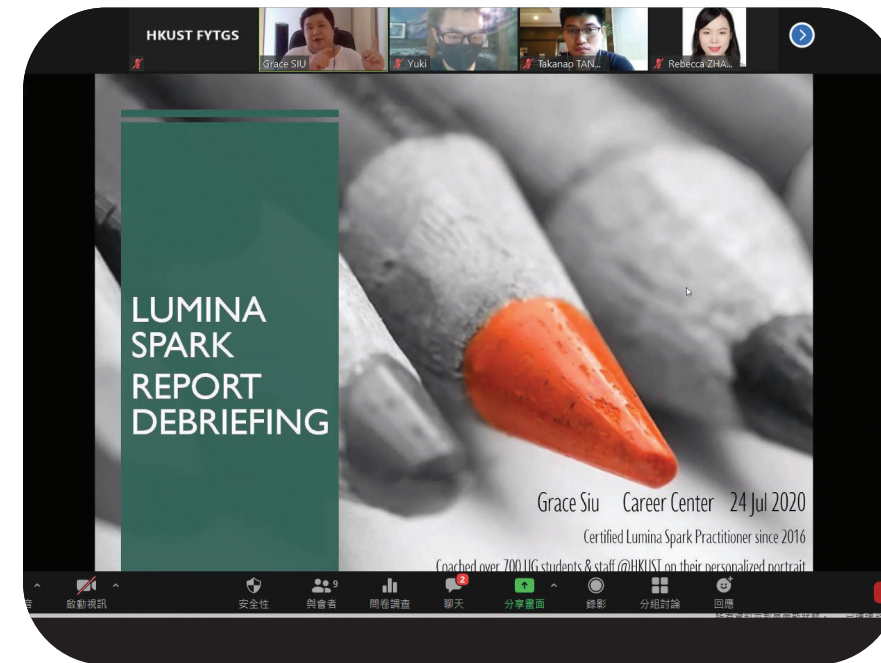 HKUST FYTGS
Grace SIU
Yuki
Takanap TAN...
Rebecca ZHA...
LUMINA
SPARK
REPORT
DEBRIEFING
Grace Siu Career Center 24 Jul 2020
Certified Lumina Spark Practitioner since 2016
Coached over 700 UG students & staff @HKUST on their personalized portrait
9
2
音
啟動視訊
安全性
與會者
問卷調查
聊天
分享畫面
錄影
分組討論
回應